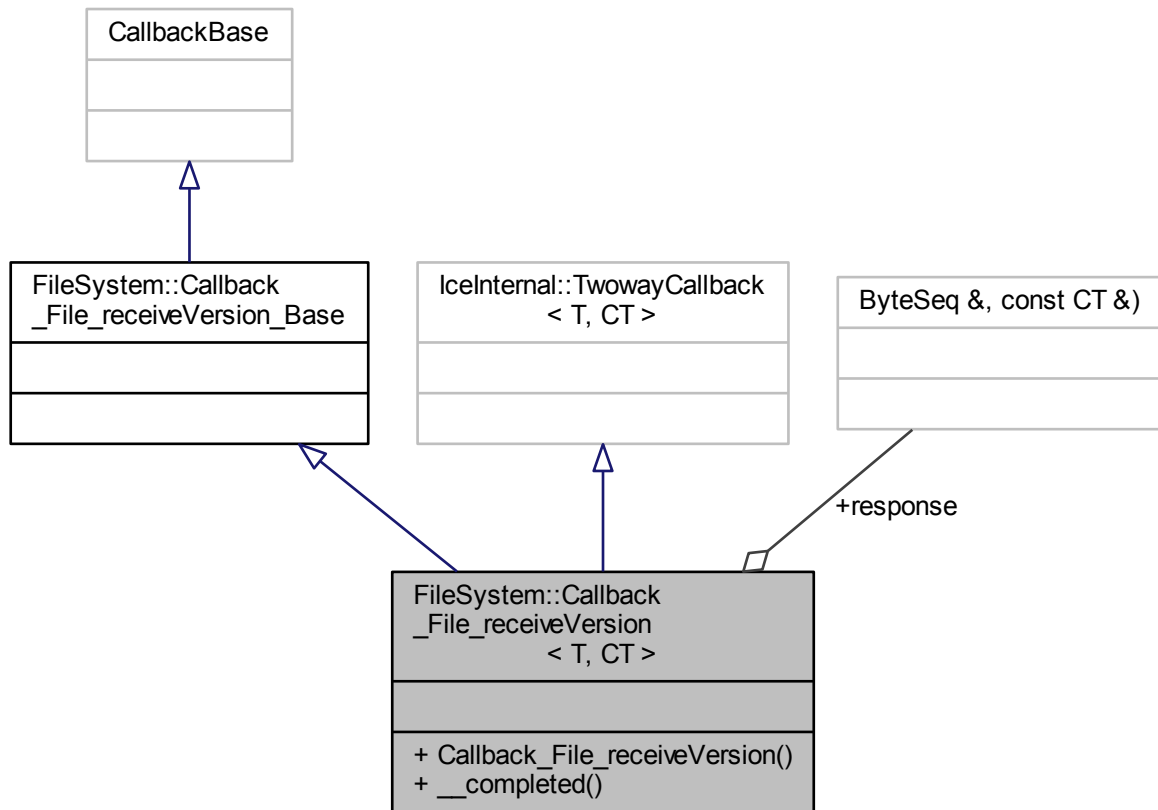 CallbackBase
FileSystem::Callback
_File_receiveVersion_Base
IceInternal::TwowayCallback
< T, CT >
ByteSeq &, const CT &)
+response
FileSystem::Callback
_File_receiveVersion
< T, CT >
+ Callback_File_receiveVersion()
+ __completed()